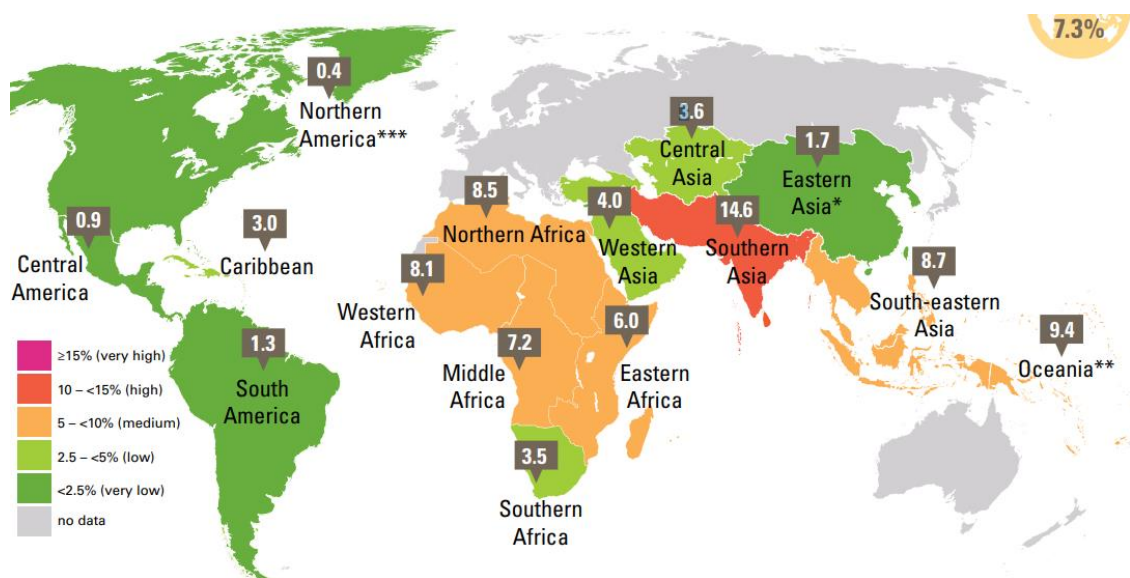 7.3%
0.4
Northern
America***
3.6
Central
Asia
1.7
Eastern
Asia*
0.9
Central
America
3.0
Caribbean
8.5
Northern Africa
4.0
Western
Asia
14.6
Southern
Asia
8.1
Western
Africa
8.7
South-eastern
Asia
6.0
Eastern
Africa
7.2
Middle
Africa
9.4
Oceania**
1.3
South
America
3.5
Southern
Africa
≥15% (very high)
10 – <15% (high)
5 – <10% (medium)
2.5 – <5% (low)
<2.5% (very low)
no data